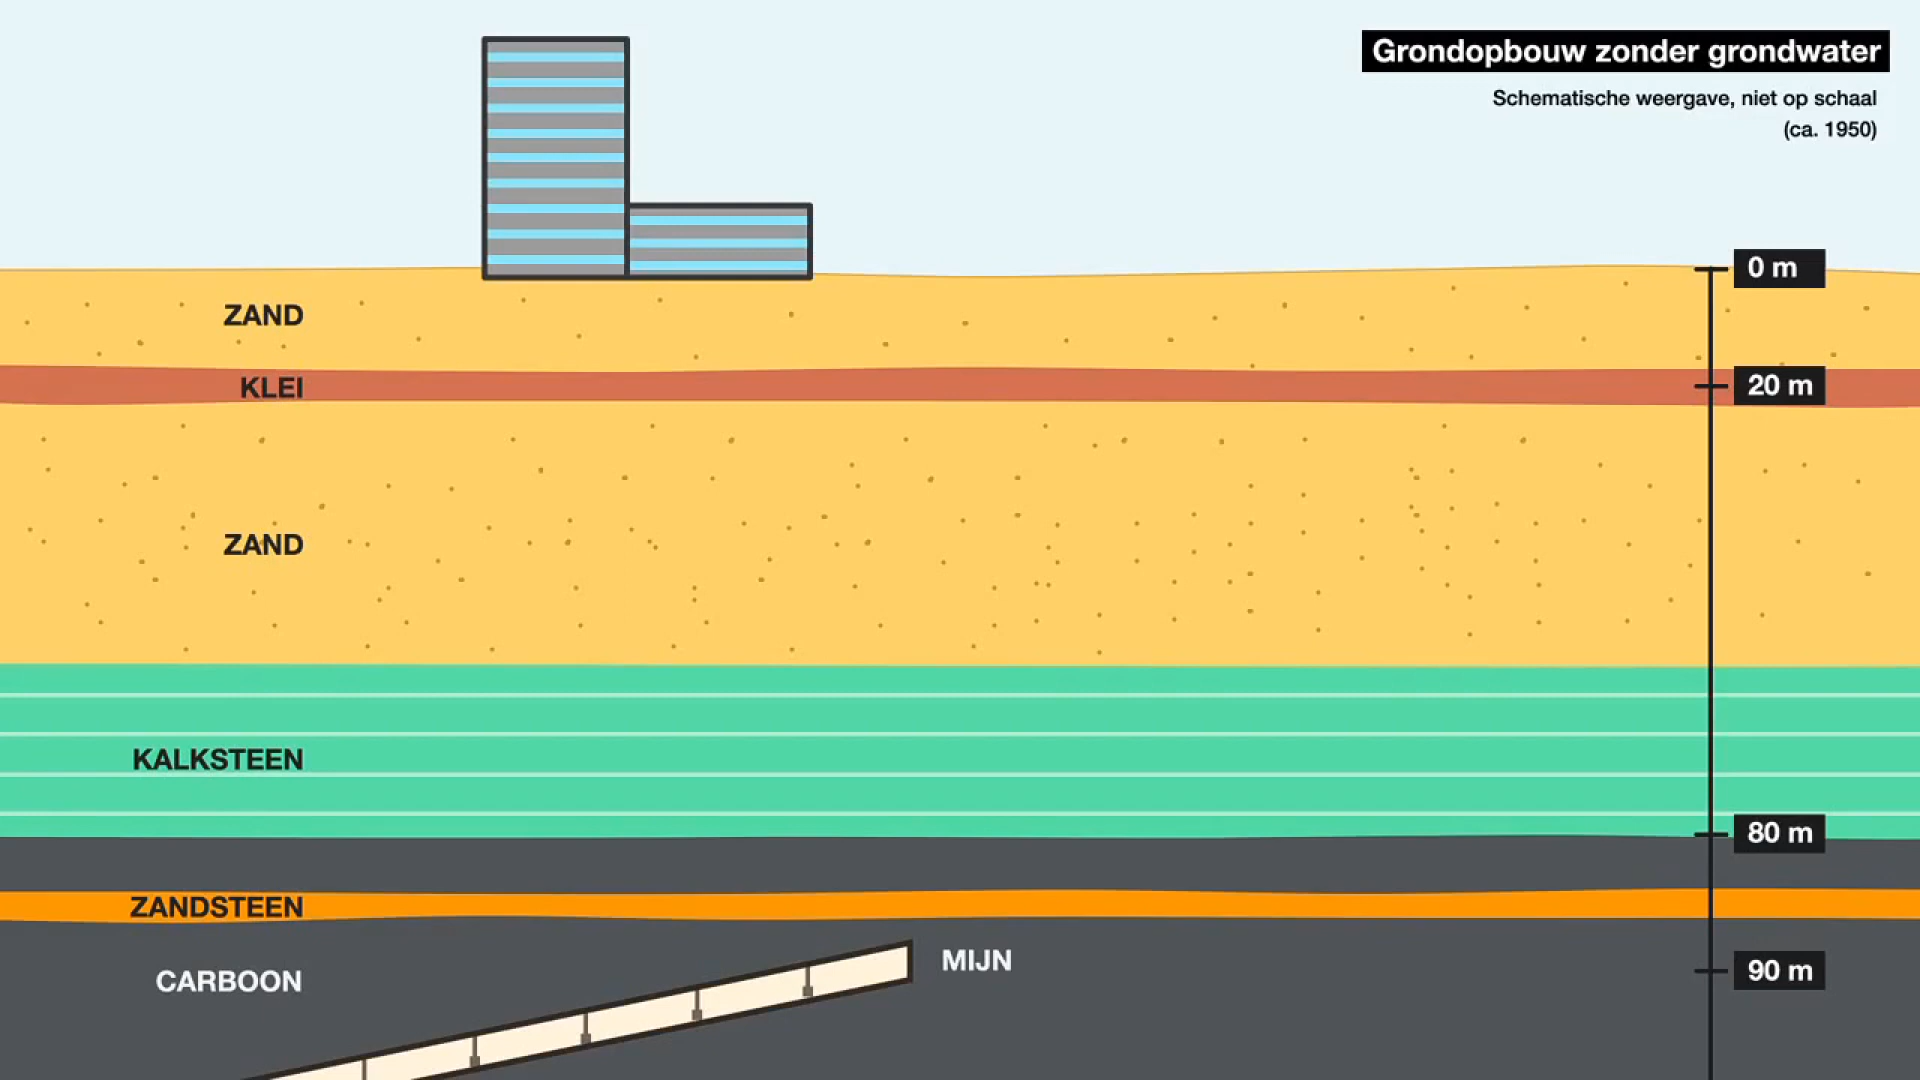 Grondopbouw zonder grondwater
Schematische weergave, niet op schaal
(ca. 1950)
0 m
ZAND
KLEI
20 m
ZAND
KALKSTEEN
80 m
ZANDSTEEN
MIJN
90 m
CARBOON